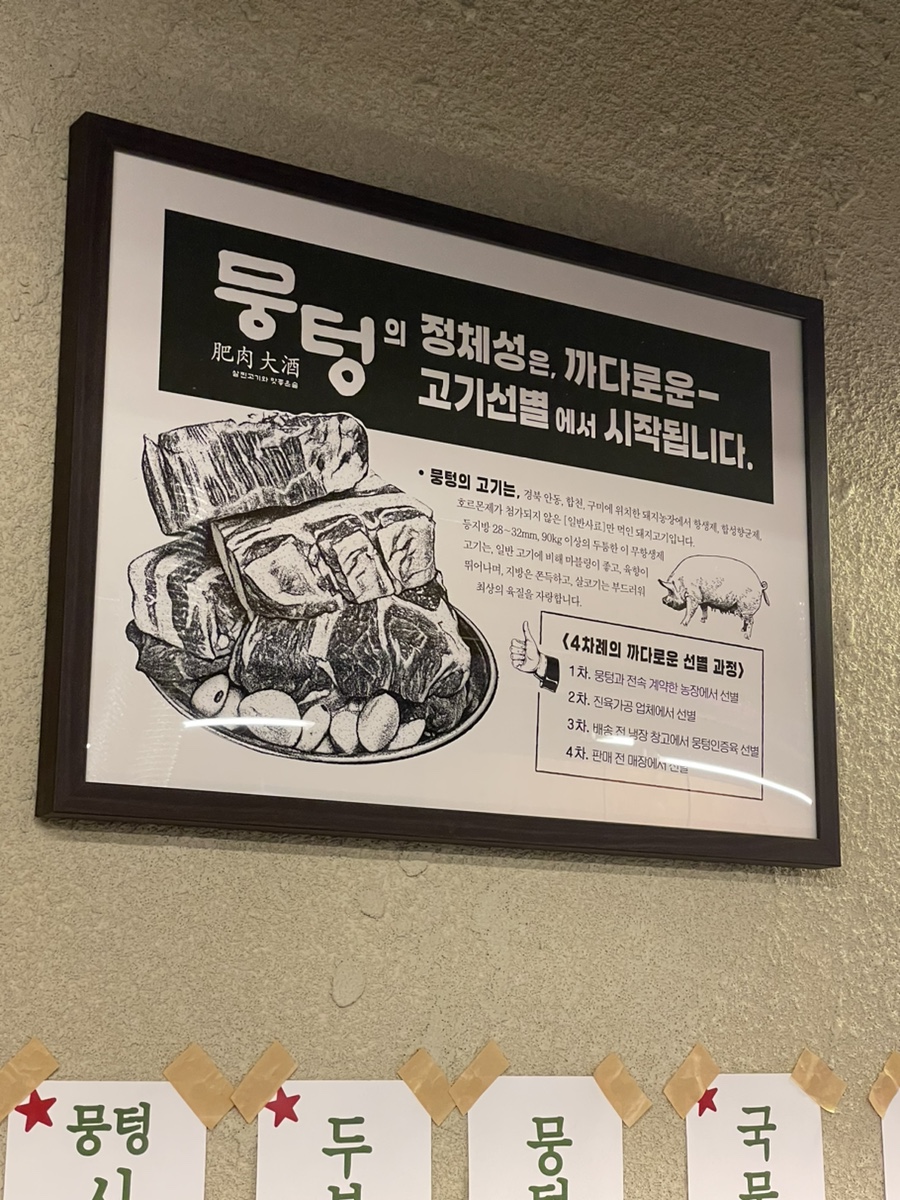 뭉텅의 정체성은, 까다로운-
고기선별에서 시작됩니다.
肥肉大酒
살찐고기와 맛좋은술
• 뭉텅의 고기는, 경북 안동, 합천, 구미에 위치한 돼지농장에서 항생제, 합성향균제,
호르몬제가 첨가되지 않은 [일반사료]만 먹인 돼지고기입니다.
등지방 28~32mm, 90kg 이상의 두툼한 이 무항생제
고기는, 일반 고기에 비해 마블링이 좋고, 육향이
뛰어나며, 지방은 쫀득하고, 살코기는 부드러워
최상의 육질을 자랑합니다.
<4차례의 까다로운 선별 과정>
1차. 뭉텅과 전속 계약한 농장에서 선별
2차. 진육가공 업체에서 선별
3차. 배송 전 냉장 창고에서 뭉텅인증육 선별
4차. 판매 전 매장에서 선별
뭉텅
두
뭉
국